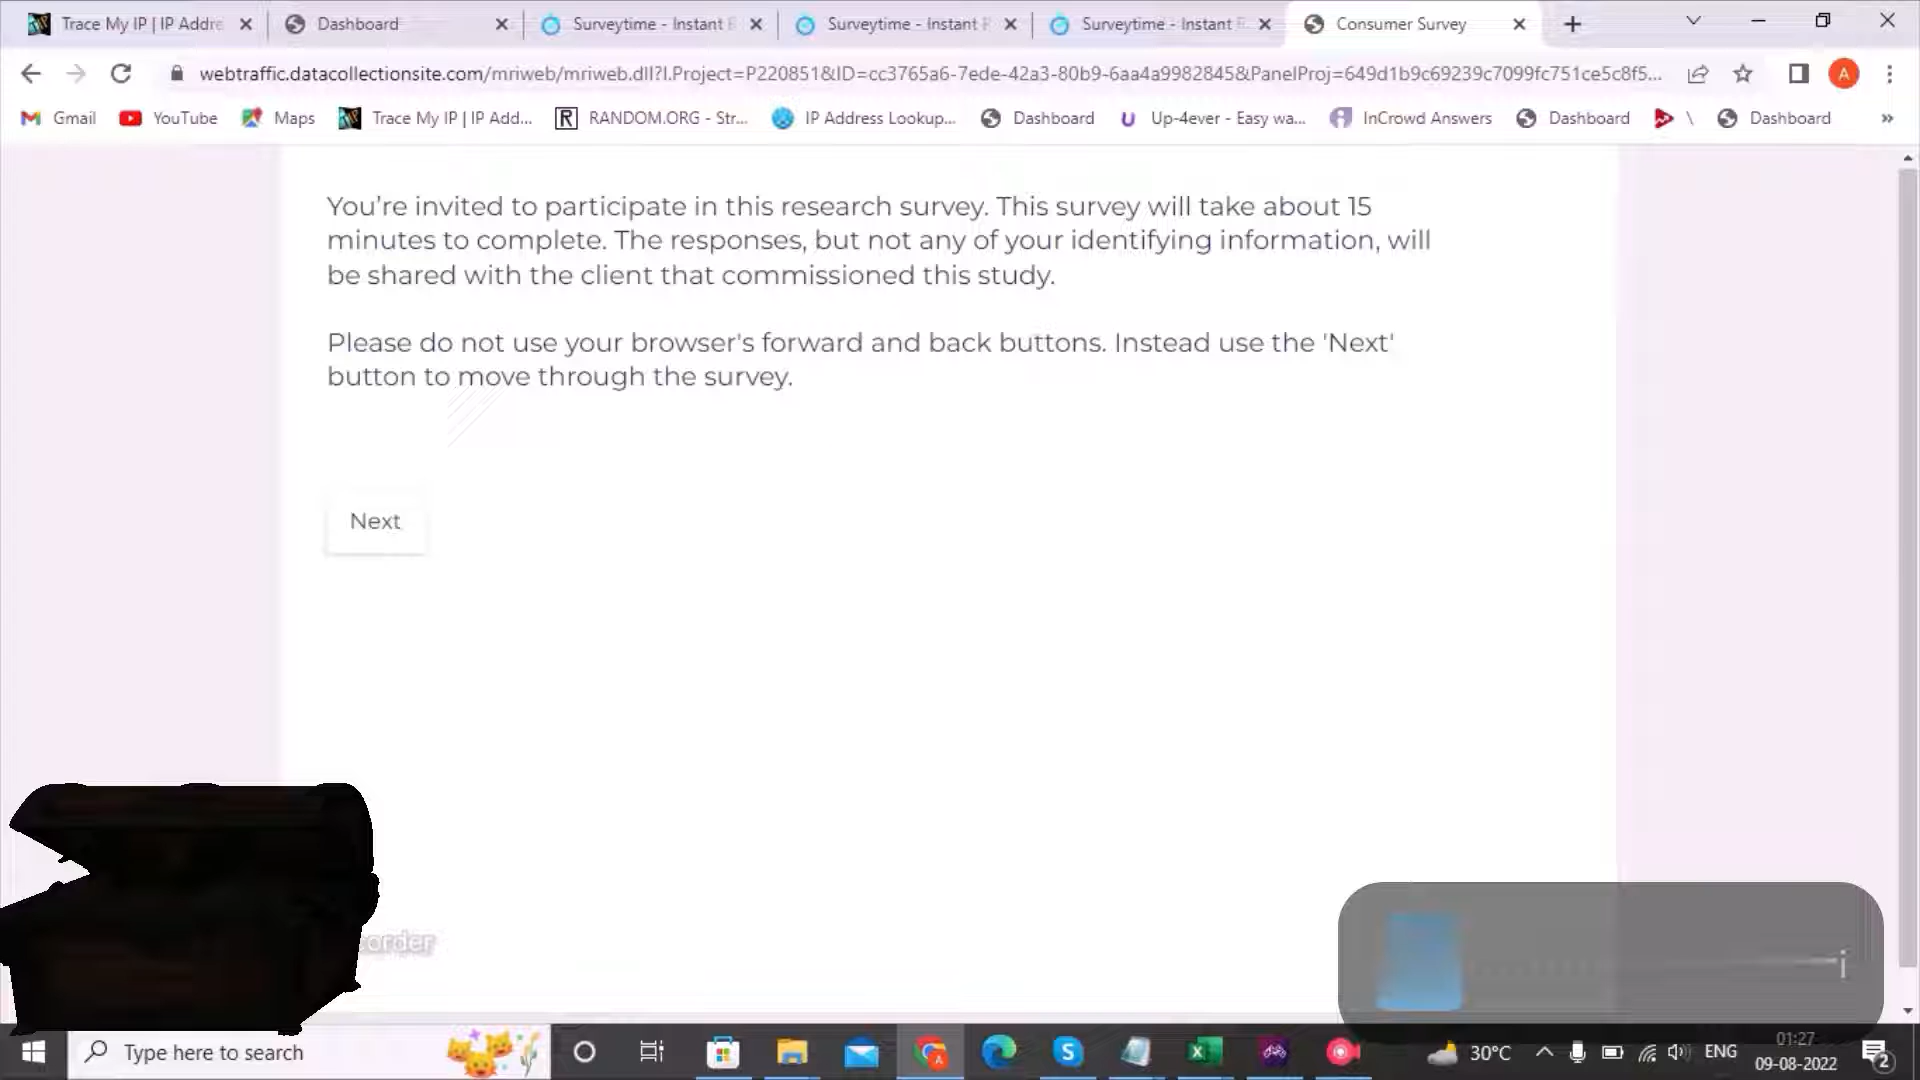 Trace My IP | IP Addre
Dashboard
Surveytime - Instant
Surveytime - Instant
Surveytime - Instant
Consumer Survey
webtraffic.datacollectionsite.com/mriweb/mriweb.dll?I.Project=P220851&ID=cc3765a6-7ede-42a3-80b9-6aa4a9982845&PanelProj=649d1b9c69239c7099fc751ce5c8f5...
A
Gmail
YouTube
Maps
Trace My IP | IP Add...
R
RANDOM.ORG - Str...
IP Address Lookup...
Dashboard
U
Up-4ever - Easy wa...
InCrowd Answers
Dashboard
\
Dashboard
»
You're invited to participate in this research survey. This survey will take about 15
minutes to complete. The responses, but not any of your identifying information, will
be shared with the client that commissioned this study.
Please do not use your browser's forward and back buttons. Instead use the 'Next'
button to move through the survey.
Next
Type here to search
30°C
ENG
01:27
09-08-2022
2